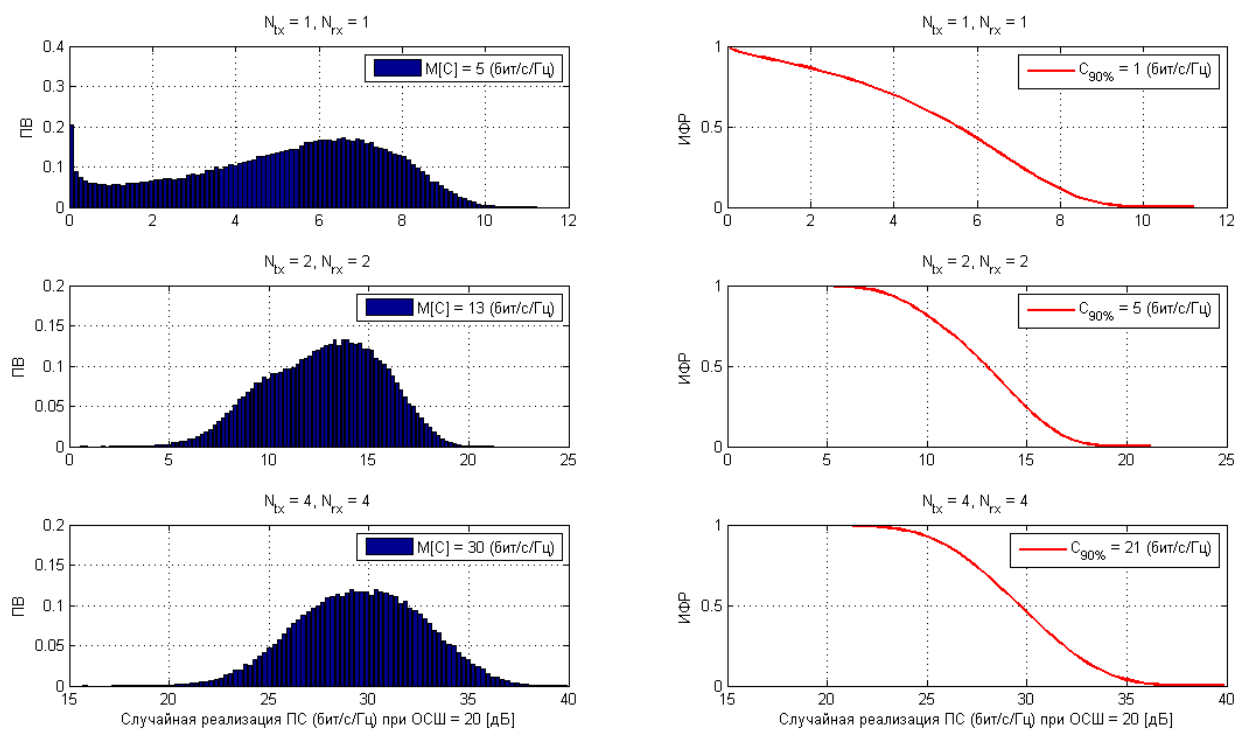 N_tx = 1, N_rx = 1
M[C] = 5 (бит/с/Гц)
ПВ
0.4
0.3
0.2
0.1
0
0 2 4 6 8 10 12
N_tx = 1, N_rx = 1
C_90% = 1 (бит/с/Гц)
ИФР
1
0.5
0
0 2 4 6 8 10 12
N_tx = 2, N_rx = 2
M[C] = 13 (бит/с/Гц)
ПВ
0.2
0.15
0.1
0.05
0
0 5 10 15 20 25
N_tx = 2, N_rx = 2
C_90% = 5 (бит/с/Гц)
ИФР
1
0.5
0
0 5 10 15 20 25
N_tx = 4, N_rx = 4
M[C] = 30 (бит/с/Гц)
ПВ
0.2
0.15
0.1
0.05
0
15 20 25 30 35 40
Случайная реализация ПС (бит/с/Гц) при ОСШ = 20 [дБ]
N_tx = 4, N_rx = 4
C_90% = 21 (бит/с/Гц)
ИФР
1
0.5
0
15 20 25 30 35 40
Случайная реализация ПС (бит/с/Гц) при ОСШ = 20 [дБ]